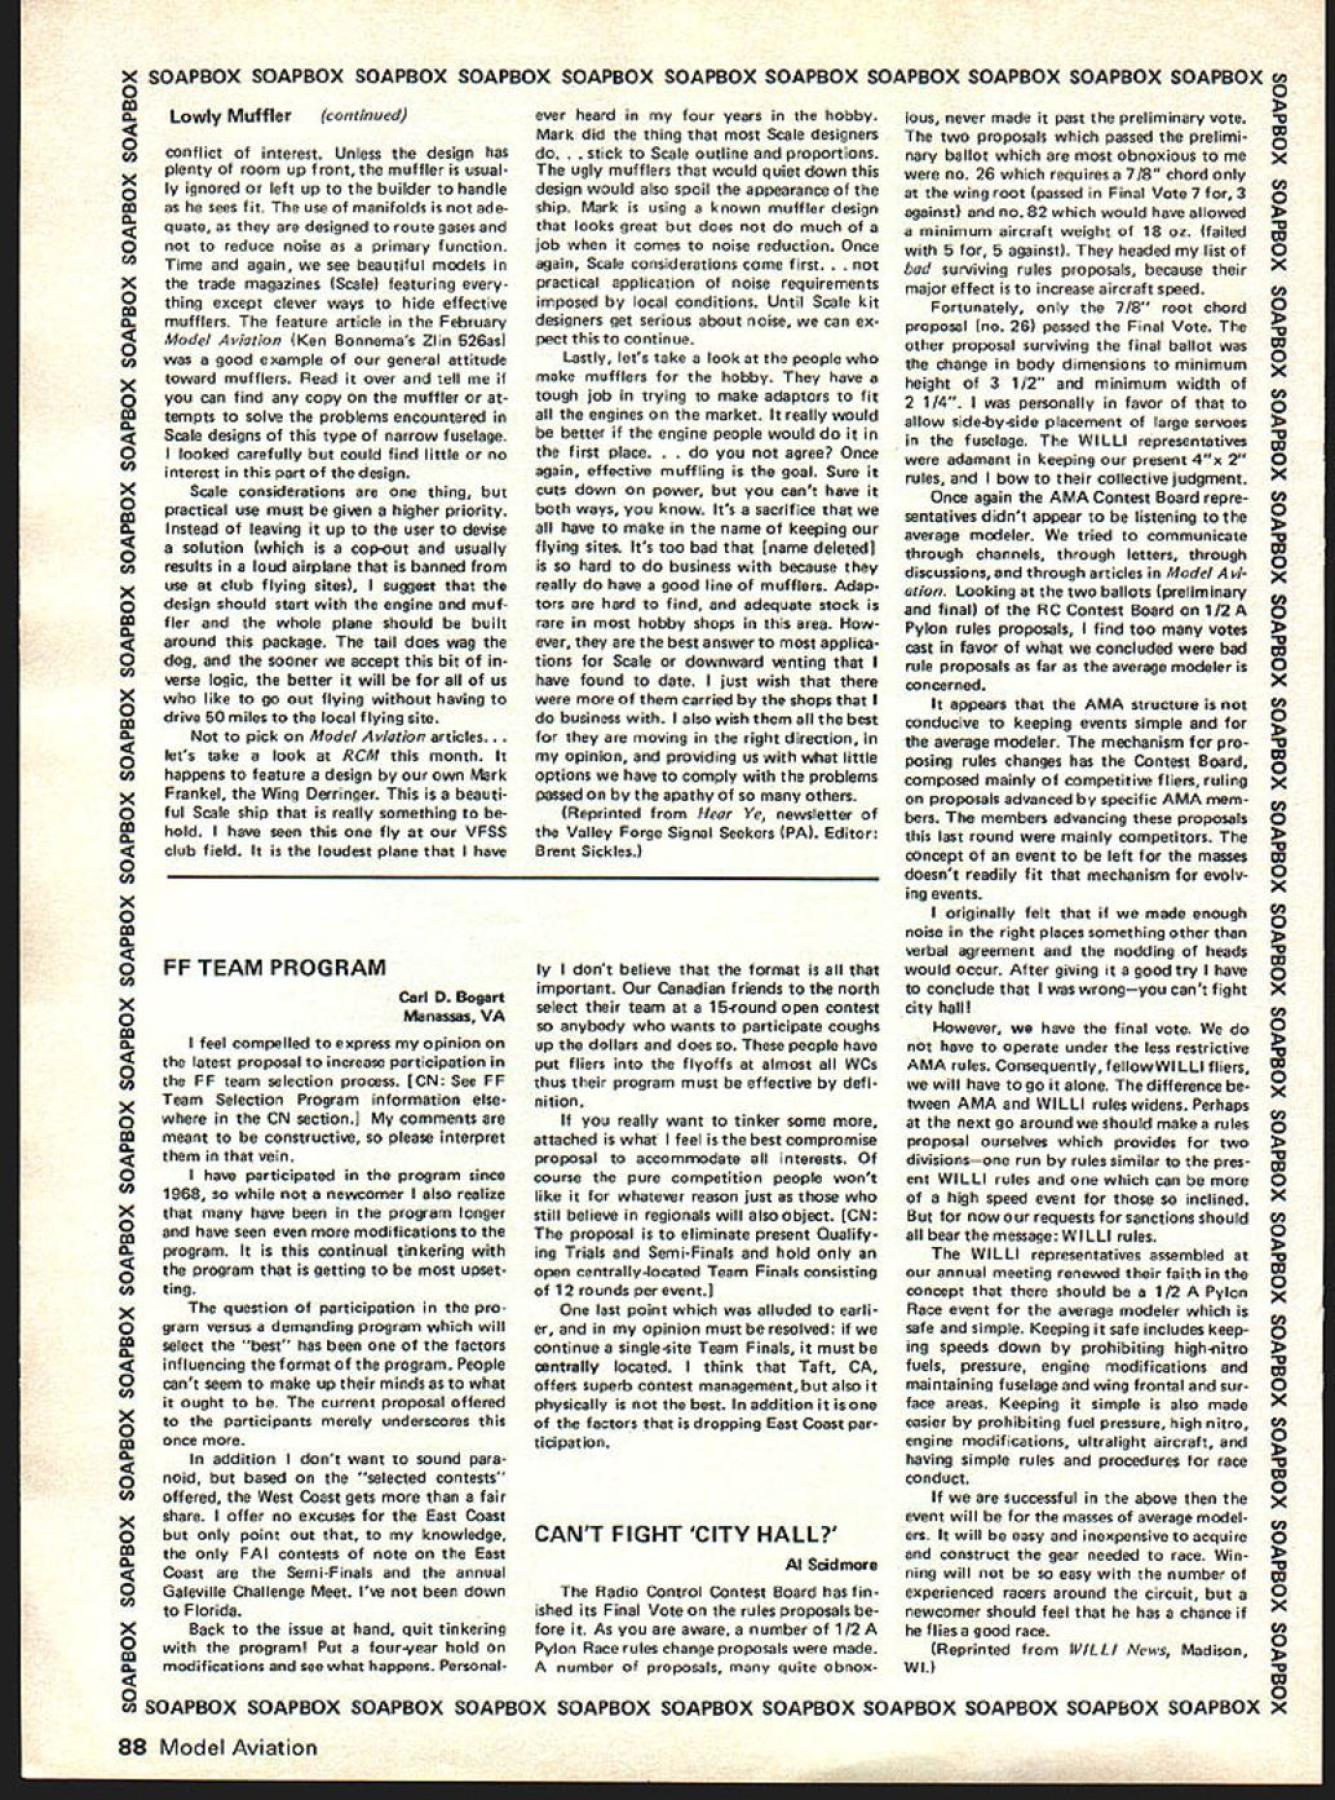 SOAPBOX SOAPBOX SOAPBOX SOAPBOX SOAPBOX SOAPBOX SOAPBOX SOAPBOX SOAPBOX SOAPBOX SOAPBOX
SOAPBOX SOAPBOX SOAPBOX SOAPBOX SOAPBOX SOAPBOX SOAPBOX SOAPBOX SOAPBOX SOAPBOX SOAPBOX SOAPBOX SOAPBOX SOAPBOX SOAPBOX SOAPBOX
Lowly Muffler (continued)
conflict of interest. Unless the design has
plenty of room up front, the muffler is usual-
ly ignored or left up to the builder to handle
as he sees fit. The use of manifolds is not ade-
quate, as they are designed to route gases and
not to reduce noise as a primary function.
Time and again, we see beautiful models in
the trade magazines (Scale) featuring every-
thing except clever ways to hide effective
mufflers. The feature article in the February
Model Aviation (Ken Bonnema's Zlin 526as)
was a good example of our general attitude
toward mufflers. Read it over and tell me if
you can find any copy on the muffler or at-
tempts to solve the problems encountered in
Scale designs of this type of narrow fuselage.
I looked carefully but could find little or no
interest in this part of the design.
Scale considerations are one thing, but
practical use must be given a higher priority.
Instead of leaving it up to the user to devise
a solution (which is a cop-out and usually
results in a loud airplane that is banned from
use at club flying sites), I suggest that the
design should start with the engine and muf-
fler and the whole plane should be built
around this package. The tail does wag the
dog, and the sooner we accept this bit of in-
verse logic, the better it will be for all of us
who like to go out flying without having to
drive 50 miles to the local flying site.
Not to pick on Model Aviation articles...
let's take a look at RCM this month. It
happens to feature a design by our own Mark
Frankel, the Wing Derringer. This is a beauti-
ful Scale ship that is really something to be-
hold. I have seen this one fly at our VFSS
club field. It is the loudest plane that I have
ever heard in my four years in the hobby.
Mark did the thing that most Scale designers
do. . . stick to Scale outline and proportions.
The ugly mufflers that would quiet down this
design would also spoil the appearance of the
ship. Mark is using a known muffler design
that looks great but does not do much of a
job when it comes to noise reduction. Once
again, Scale considerations come first. . . not
practical application of noise requirements
imposed by local conditions. Until Scale kit
designers get serious about noise, we can ex-
pect this to continue.
Lastly, let's take a look at the people who
make mufflers for the hobby. They have a
tough job in trying to make adaptors to fit
all the engines on the market. It really would
be better if the engine people would do it in
the first place. . . do you not agree? Once
again, effective muffling is the goal. Sure it
cuts down on power, but you can't have it
both ways, you know. It's a sacrifice that we
all have to make in the name of keeping our
flying sites. It's too bad that [name deleted]
is so hard to do business with because they
really do have a good line of mufflers. Adap-
tors are hard to find, and adequate stock is
rare in most hobby shops in this area. How-
ever, they are the best answer to most applica-
tions for Scale or downward venting that I
have found to date. I just wish that there
were more of them carried by the shops that I
do business with. I also wish them all the best
for they are moving in the right direction, in
my opinion, and providing us with what little
options we have to comply with the problems
passed on by the apathy of so many others.
(Reprinted from Hear Ye, newsletter of
the Valley Forge Signal Seekers (PA). Editor:
Brent Sickles.)
FF TEAM PROGRAM
Carl D. Bogart
Manassas, VA
I feel compelled to express my opinion on
the latest proposal to increase participation in
the FF team selection process. [CN: See FF
Team Selection Program information else-
where in the CN section.] My comments are
meant to be constructive, so please interpret
them in that vein.
I have participated in the program since
1968, so while not a newcomer I also realize
that many have been in the program longer
and have seen even more modifications to the
program. It is this continual tinkering with
the program that is getting to be most upset-
ting.
The question of participation in the pro-
gram versus a demanding program which will
select the "best" has been one of the factors
influencing the format of the program. People
can't seem to make up their minds as to what
it ought to be. The current proposal offered
to the participants merely underscores this
once more.
In addition I don't want to sound para-
noid, but based on the "selected contests"
offered, the West Coast gets more than a fair
share. I offer no excuses for the East Coast
but only point out that, to my knowledge,
the only FAI contests of note on the East
Coast are the Semi-Finals and the annual
Galeville Challenge Meet. I've not been down
to Florida.
Back to the issue at hand, quit tinkering
with the program! Put a four-year hold on
modifications and see what happens. Personal-
ly I don't believe that the format is all that
important. Our Canadian friends to the north
select their team at a 15-round open contest
so anybody who wants to participate coughs
up the dollars and does so. These people have
put fliers into the flyoffs at almost all WCs
thus their program must be effective by defi-
nition.
If you really want to tinker some more,
attached is what I feel is the best compromise
proposal to accommodate all interests. Of
course the pure competition people won't
like it for whatever reason just as those who
still believe in regionals will also object. [CN:
The proposal is to eliminate present Qualify-
ing Trials and Semi-Finals and hold only an
open centrally-located Team Finals consisting
of 12 rounds per event.]
One last point which was alluded to earli-
er, and in my opinion must be resolved: if we
continue a single-site Team Finals, it must be
centrally located. I think that Taft, CA,
offers superb contest management, but also it
physically is not the best. In addition it is one
of the factors that is dropping East Coast par-
ticipation.
CAN'T FIGHT 'CITY HALL?'
Al Scidmore
The Radio Control Contest Board has fin-
ished its Final Vote on the rules proposals be-
fore it. As you are aware, a number of 1/2 A
Pylon Race rules change proposals were made.
A number of proposals, many quite obnox-
ious, never made it past the preliminary vote.
The two proposals which passed the prelimi-
nary ballot which are most obnoxious to me
were no. 26 which requires a 7/8" chord only
at the wing root (passed in Final Vote 7 for, 3
against) and no. 82 which would have allowed
a minimum aircraft weight of 18 oz. (failed
with 5 for, 5 against). They headed my list of
bad surviving rules proposals, because their
major effect is to increase aircraft speed.
Fortunately, only the 7/8" root chord
proposal (no. 26) passed the Final Vote. The
other proposal surviving the final ballot was
the change in body dimensions to minimum
height of 3 1/2" and minimum width of
2 1/4". I was personally in favor of that to
allow side-by-side placement of large servoes
in the fuselage. The WILLI representatives
were adamant in keeping our present 4"x 2"
rules, and I bow to their collective judgment.
Once again the AMA Contest Board repre-
sentatives didn't appear to be listening to the
average modeler. We tried to communicate
through channels, through letters, through
discussions, and through articles in Model Avi-
ation. Looking at the two ballots (preliminary
and final) of the RC Contest Board on 1/2 A
Pylon rules proposals, I find too many votes
cast in favor of what we concluded were bad
rule proposals as far as the average modeler is
concerned.
It appears that the AMA structure is not
conducive to keeping events simple and for
the average modeler. The mechanism for pro-
posing rules changes has the Contest Board,
composed mainly of competitive fliers, ruling
on proposals advanced by specific AMA mem-
bers. The members advancing these proposals
this last round were mainly competitors. The
concept of an event to be left for the masses
doesn't readily fit that mechanism for evolv-
ing events.
I originally felt that if we made enough
noise in the right places something other than
verbal agreement and the nodding of heads
would occur. After giving it a good try I have
to conclude that I was wrong—you can't fight
city hall!
However, we have the final vote. We do
not have to operate under the less restrictive
AMA rules. Consequently, fellow WILLI fliers,
we will have to go it alone. The difference be-
tween AMA and WILLI rules widens. Perhaps
at the next go around we should make a rules
proposal ourselves which provides for two
divisions—one run by rules similar to the pres-
ent WILLI rules and one which can be more
of a high speed event for those so inclined.
But for now our requests for sanctions should
all bear the message: WILLI rules.
The WILLI representatives assembled at
our annual meeting renewed their faith in the
concept that there should be a 1/2 A Pylon
Race event for the average modeler which is
safe and simple. Keeping it safe includes keep-
ing speeds down by prohibiting high-nitro
fuels, pressure, engine modifications and
maintaining fuselage and wing frontal and sur-
face areas. Keeping it simple is also made
easier by prohibiting fuel pressure, high nitro,
engine modifications, ultralight aircraft, and
having simple rules and procedures for race
conduct.
If we are successful in the above then the
event will be for the masses of average model-
ers. It will be easy and inexpensive to acquire
and construct the gear needed to race. Win-
ning will not be so easy with the number of
experienced racers around the circuit, but a
newcomer should feel that he has a chance if
he flies a good race.
(Reprinted from WILLI News, Madison,
WI.)
SOAPBOX SOAPBOX SOAPBOX SOAPBOX SOAPBOX SOAPBOX SOAPBOX SOAPBOX SOAPBOX SOAPBOX SOAPBOX SOAPBOX SOAPBOX SOAPBOX SOAPBOX SOAPBOX
SOAPBOX SOAPBOX SOAPBOX SOAPBOX SOAPBOX SOAPBOX SOAPBOX SOAPBOX SOAPBOX SOAPBOX SOAPBOX
88 Model Aviation